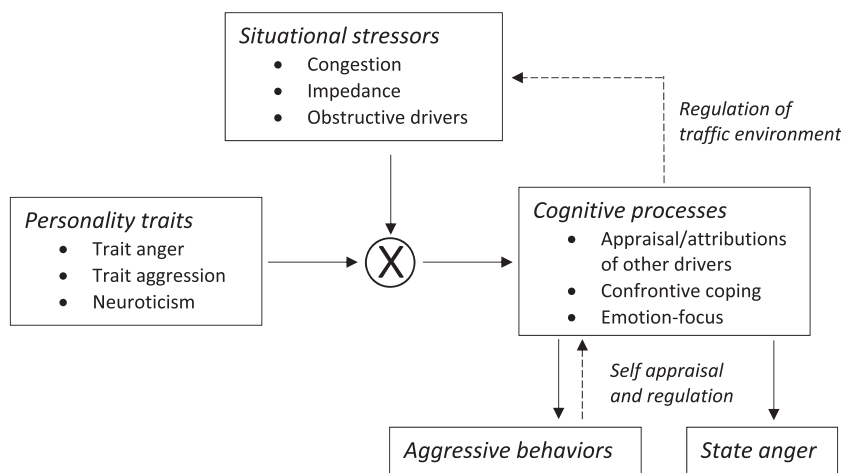 Situational stressors
● Congestion
● Impedance
● Obstructive drivers
Regulation of
traffic environment
Personality traits
● Trait anger
● Trait aggression
● Neuroticism
X
Cognitive processes
● Appraisal/attributions
of other drivers
● Confrontive coping
● Emotion-focus
Self appraisal
and regulation
Aggressive behaviors
State anger